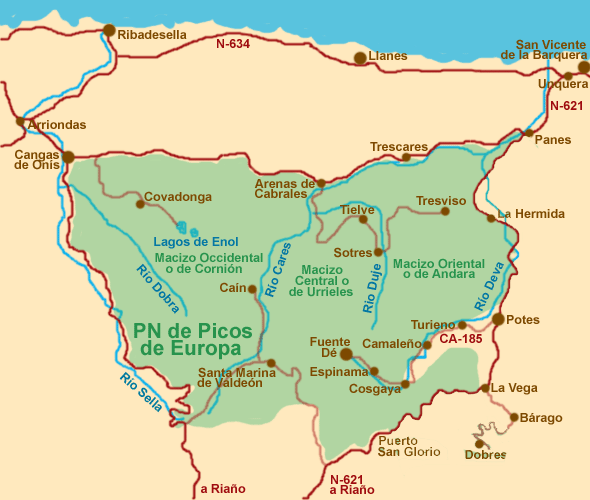 Ribadesella
N-634
Llanes
San Vicente
de la Barquera
Unquera
N-621
Arriondas
Panes
Trescares
Cangas
de Onís
Arenas de
Cabrales
Covadonga
Tielve
Tresviso
La Hermida
Lagos de Enol
Macizo Occidental
o de Cornión
Río Cares
Sotres
Macizo
Central o
de Urrieles
Macizo Oriental
o de Andara
Río Duje
Río Deva
Río Dobra
Caín
PN de Picos
de Europa
Turieno
Potes
Fuente
Dé
Camaleño
CA-185
Espinama
Santa Marina
de Valdeón
Cosgaya
Río Sella
La Vega
Bárago
Puerto
San Glorio
Dobres
a Riaño
N-621
a Riaño